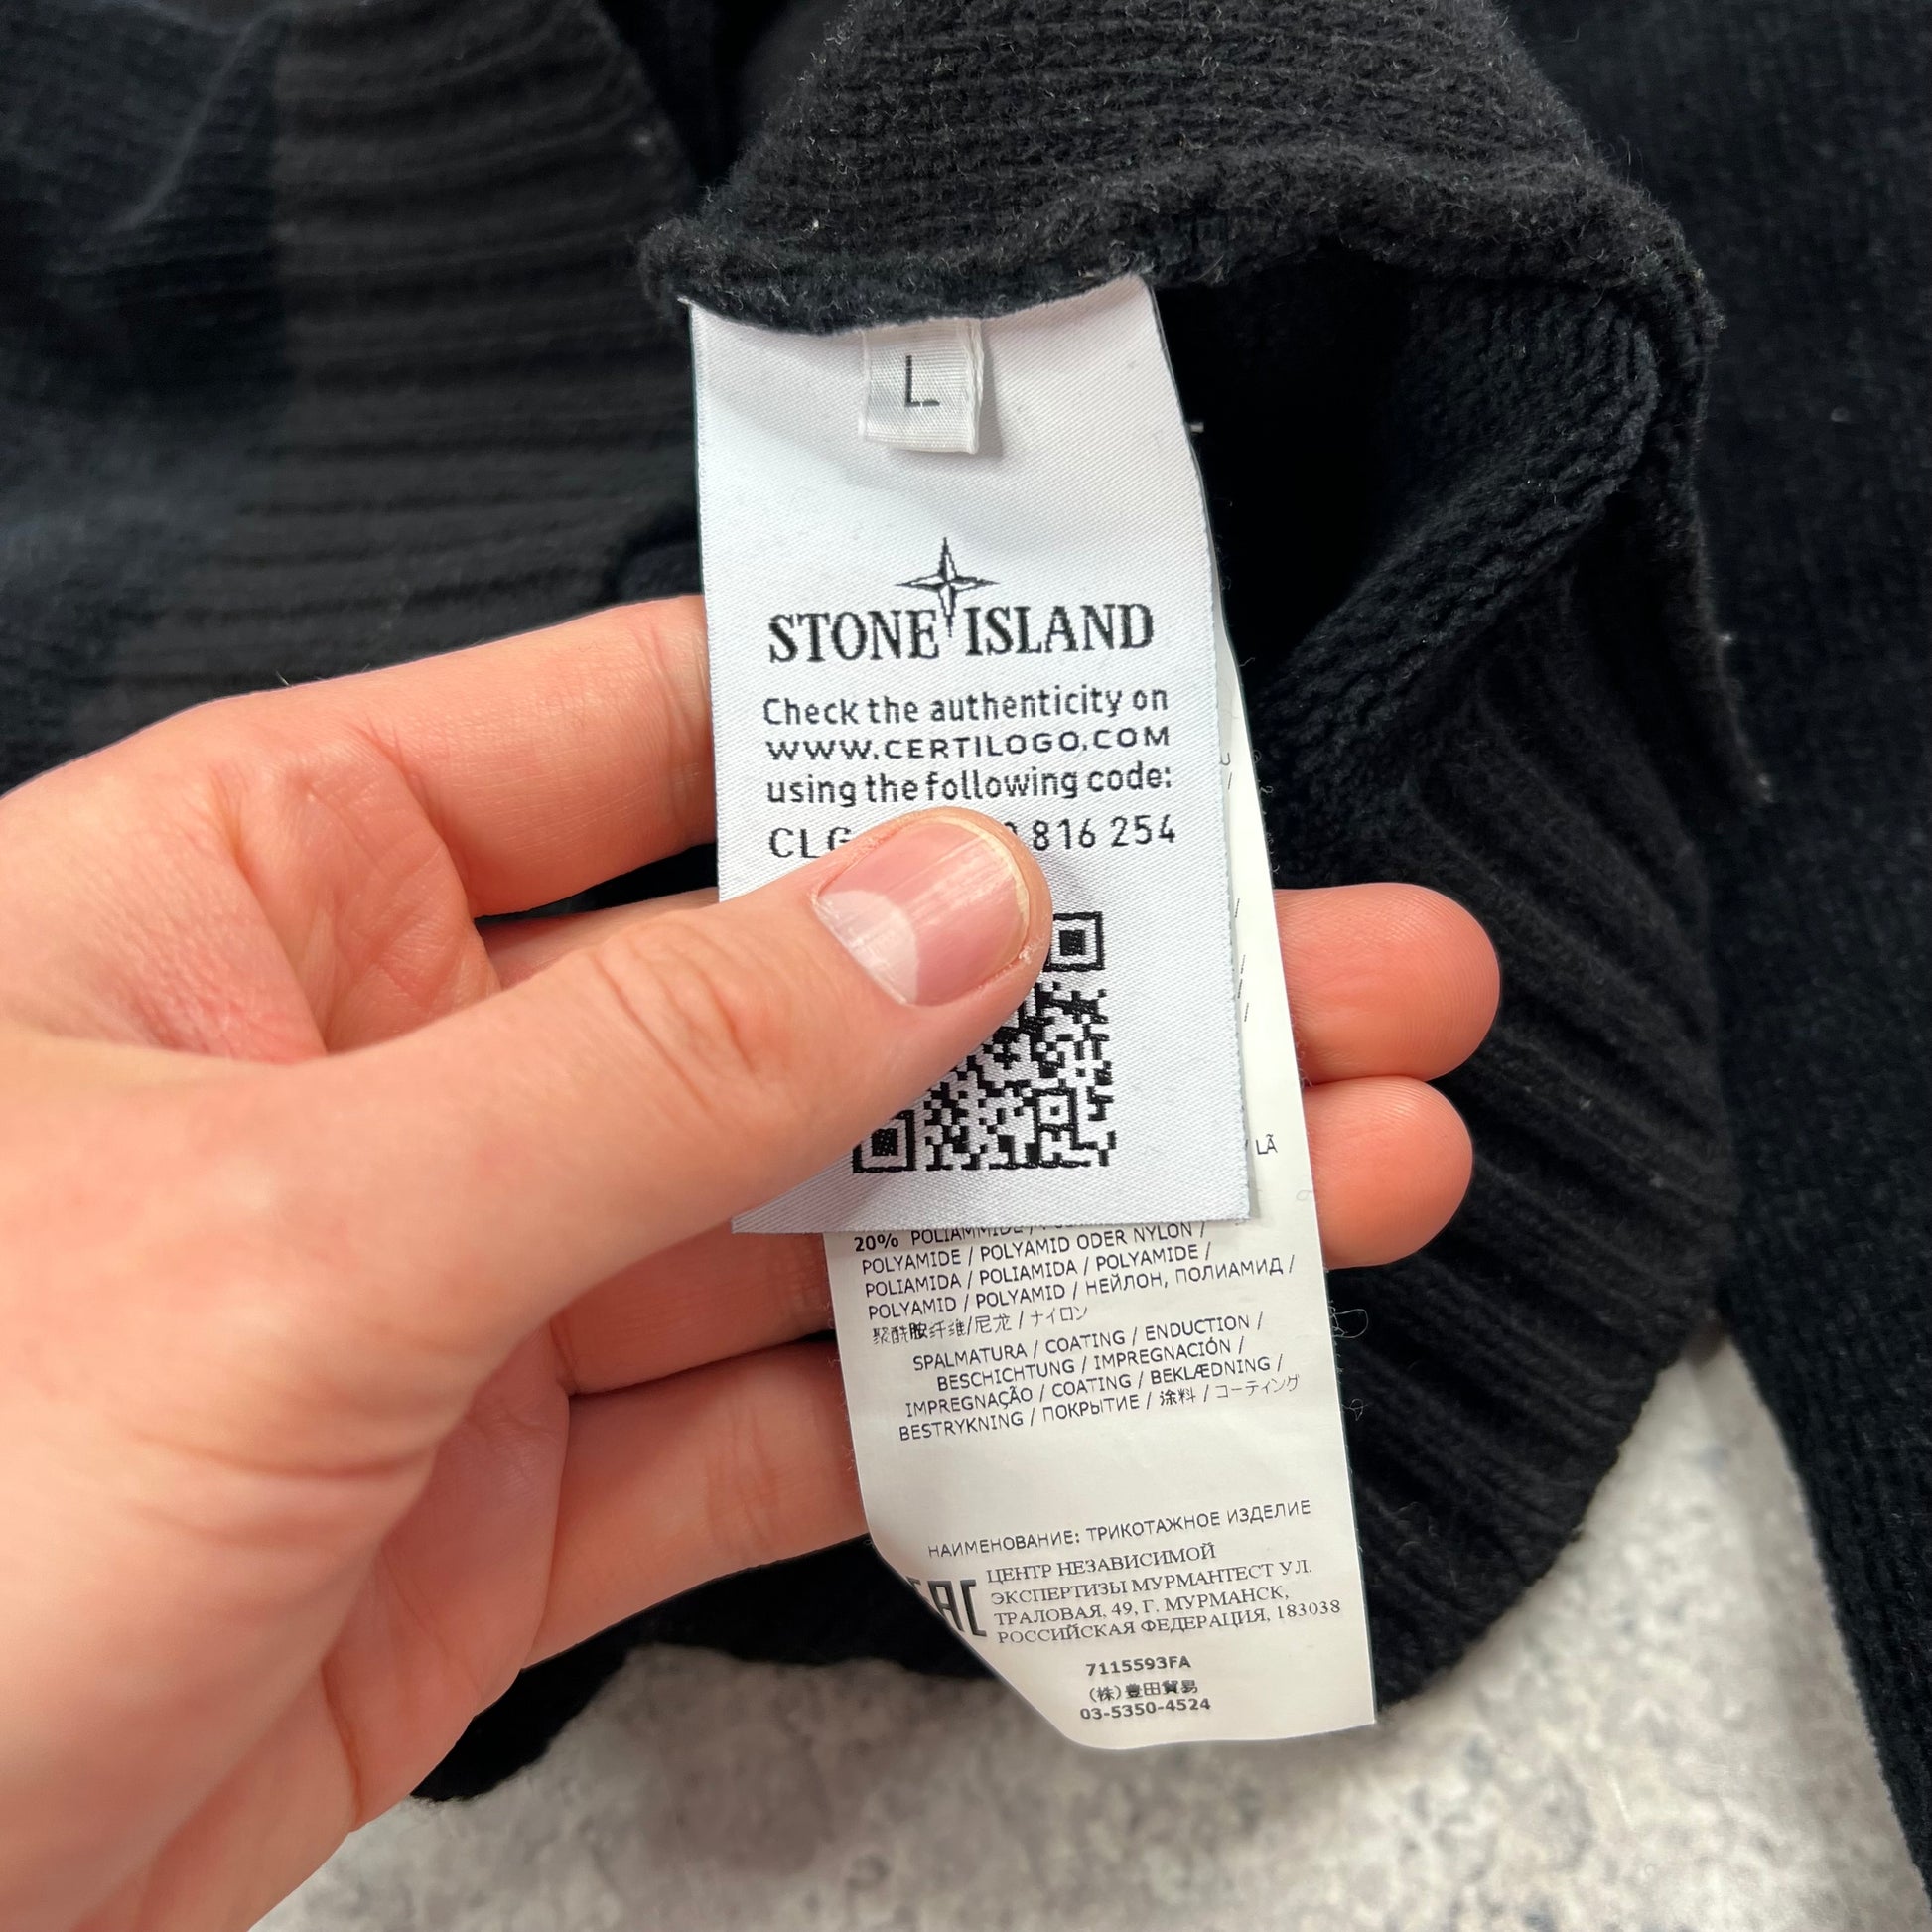 L
STONE ISLAND
Check the authenticity on
WWW.CERTILOGO.COM
using the following code:
CLG 816 254
LÃ
20% POLIAMMIDE /
POLYAMIDE / POLYAMID ODER NYLON /
POLIAMIDA / POLIAMIDA / POLYAMIDE /
POLYAMID / POLYAMID / НЕЙЛОН, ПОЛИАМИД /
聚酰胺纤维/尼龙 / ナイロン
SPALMATURA / COATING / ENDUCTION /
BESCHICHTUNG / IMPREGNACIÓN /
IMPREGNAÇÃO / COATING / BEKLÆDNING /
BESTRYKNING / ПОКРЫТИЕ / 涂料 / コーティング
НАИМЕНОВАНИЕ: ТРИКОТАЖНОЕ ИЗДЕЛИЕ
EAC
ЦЕНТР НЕЗАВИСИМОЙ
ЭКСПЕРТИЗЫ МУРМАНТЕСТ УЛ.
ТРАЛОВАЯ, 49, Г. МУРМАНСК,
РОССИЙСКАЯ ФЕДЕРАЦИЯ, 183038
7115593FA
(株)豊田貿易
03-5350-4524